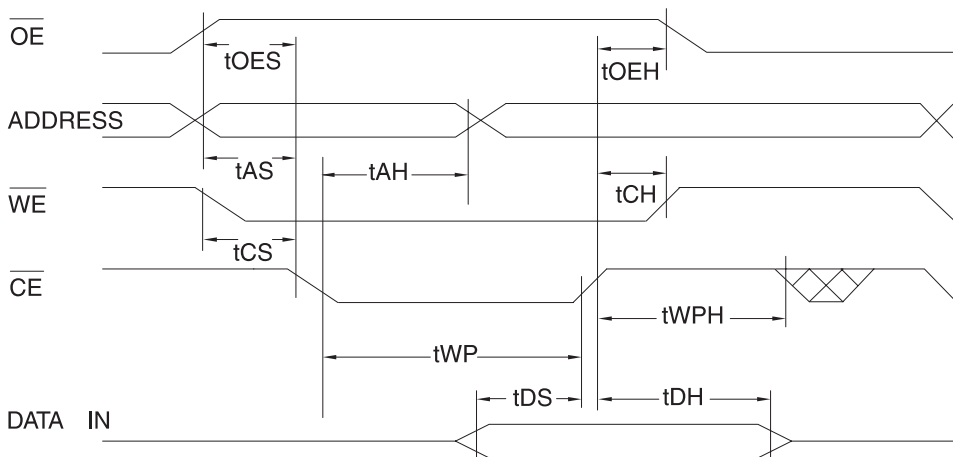 OE
tOES
tOEH
ADDRESS
tAS
tAH
tCH
WE
tCS
CE
tWPH
tWP
tDS
tDH
DATA IN